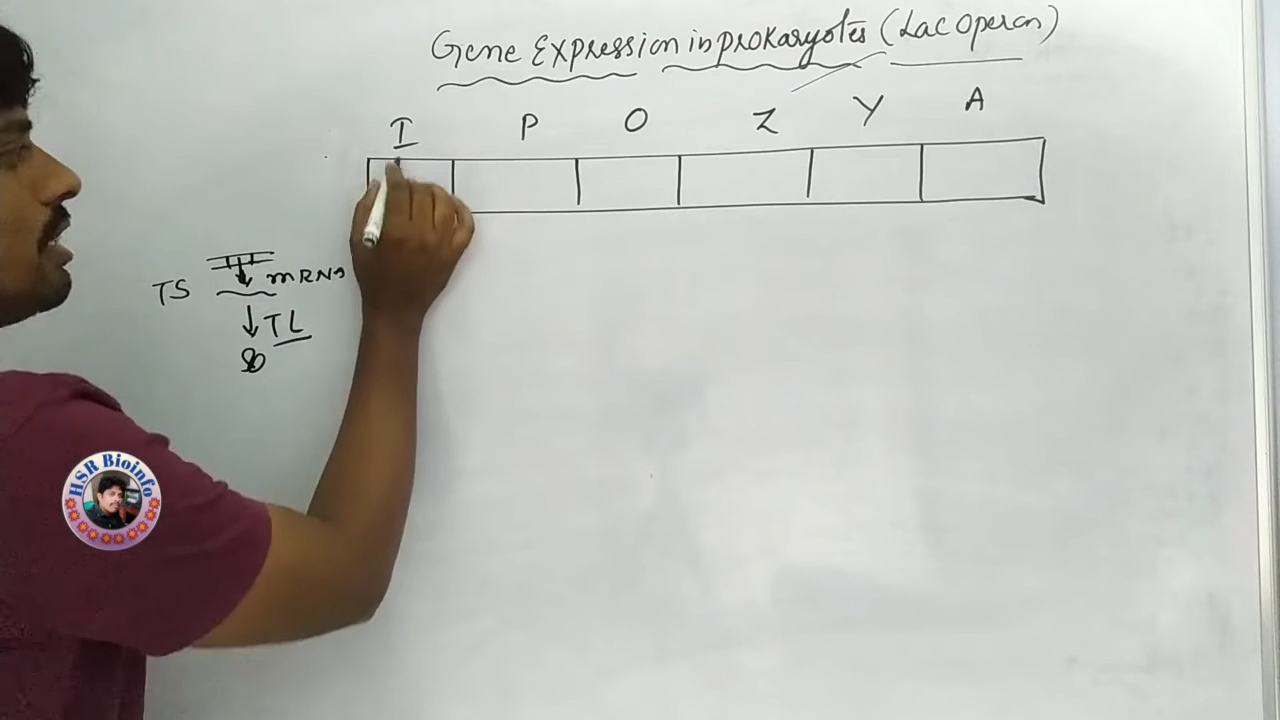 Gene Expression in prokaryotes (Lac operon)
I P O Z Y A
TS mRNA
TL
HSR Bioinfo